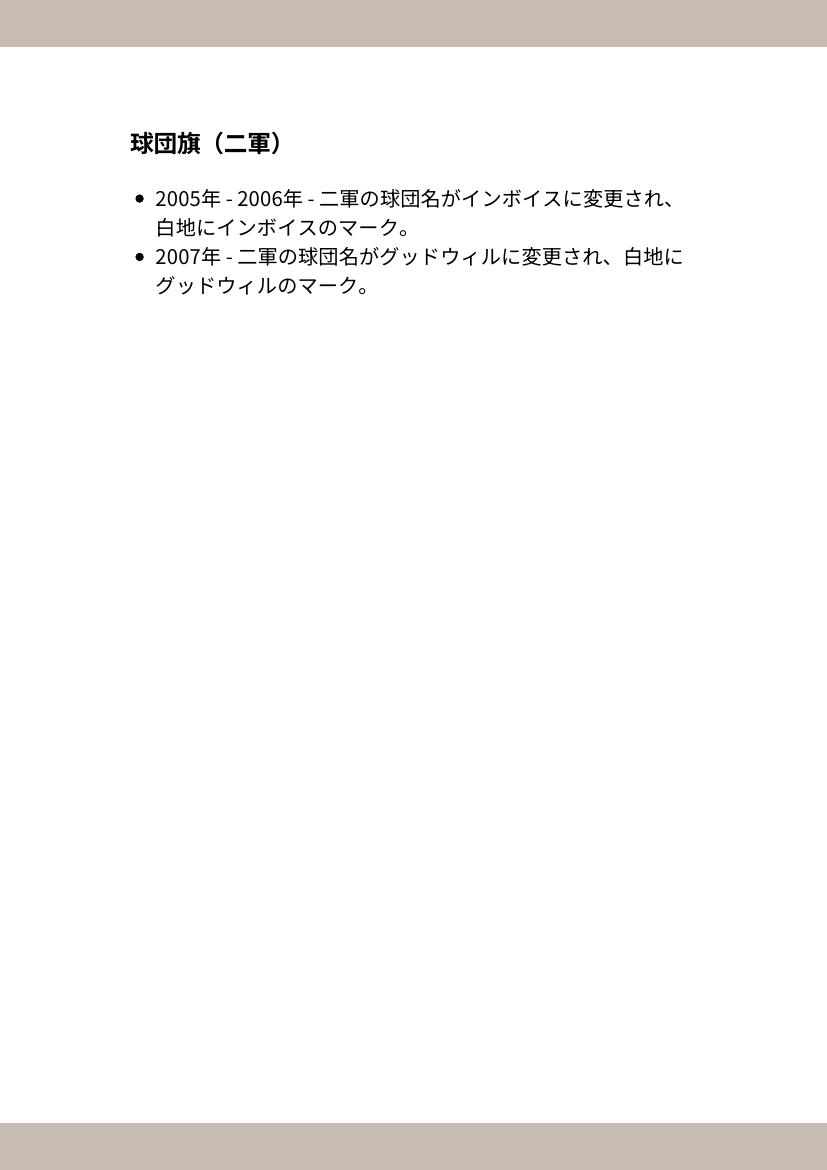 球団旗（二軍）
● 2005年 - 2006年 - 二軍の球団名がインボイスに変更され、
白地にインボイスのマーク。
● 2007年 - 二軍の球団名がグッドウィルに変更され、白地に
グッドウィルのマーク。